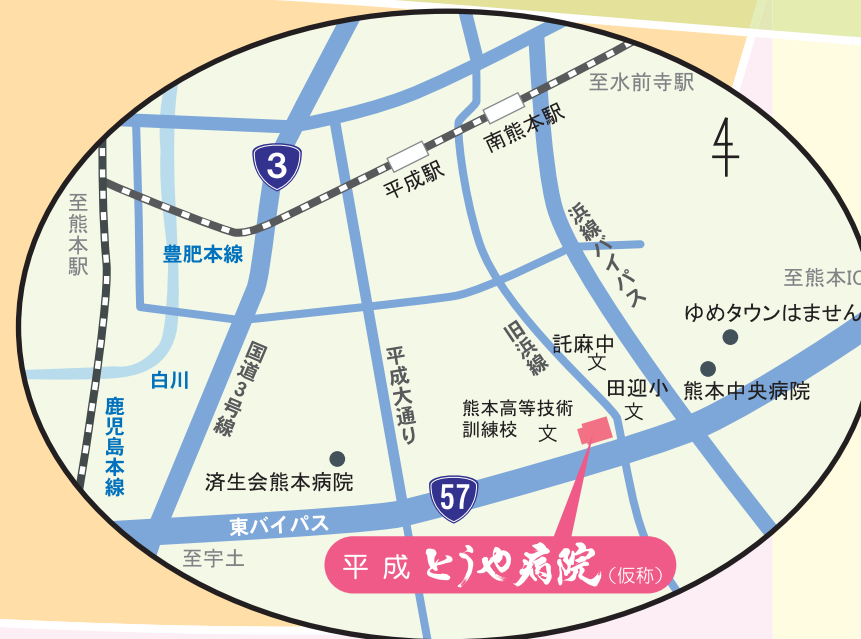 至水前寺駅
南熊本駅
平成駅
3
至熊本駅
豊肥本線
浜線バイパス
至熊本IC
ゆめタウンはません
旧浜線
託麻中
文
国道3号線
平成大通り
白川
田迎小
文
熊本中央病院
鹿児島本線
熊本高等技術
訓練校 文
済生会熊本病院
57
東バイパス
至宇土
平成 とうや病院(仮称)